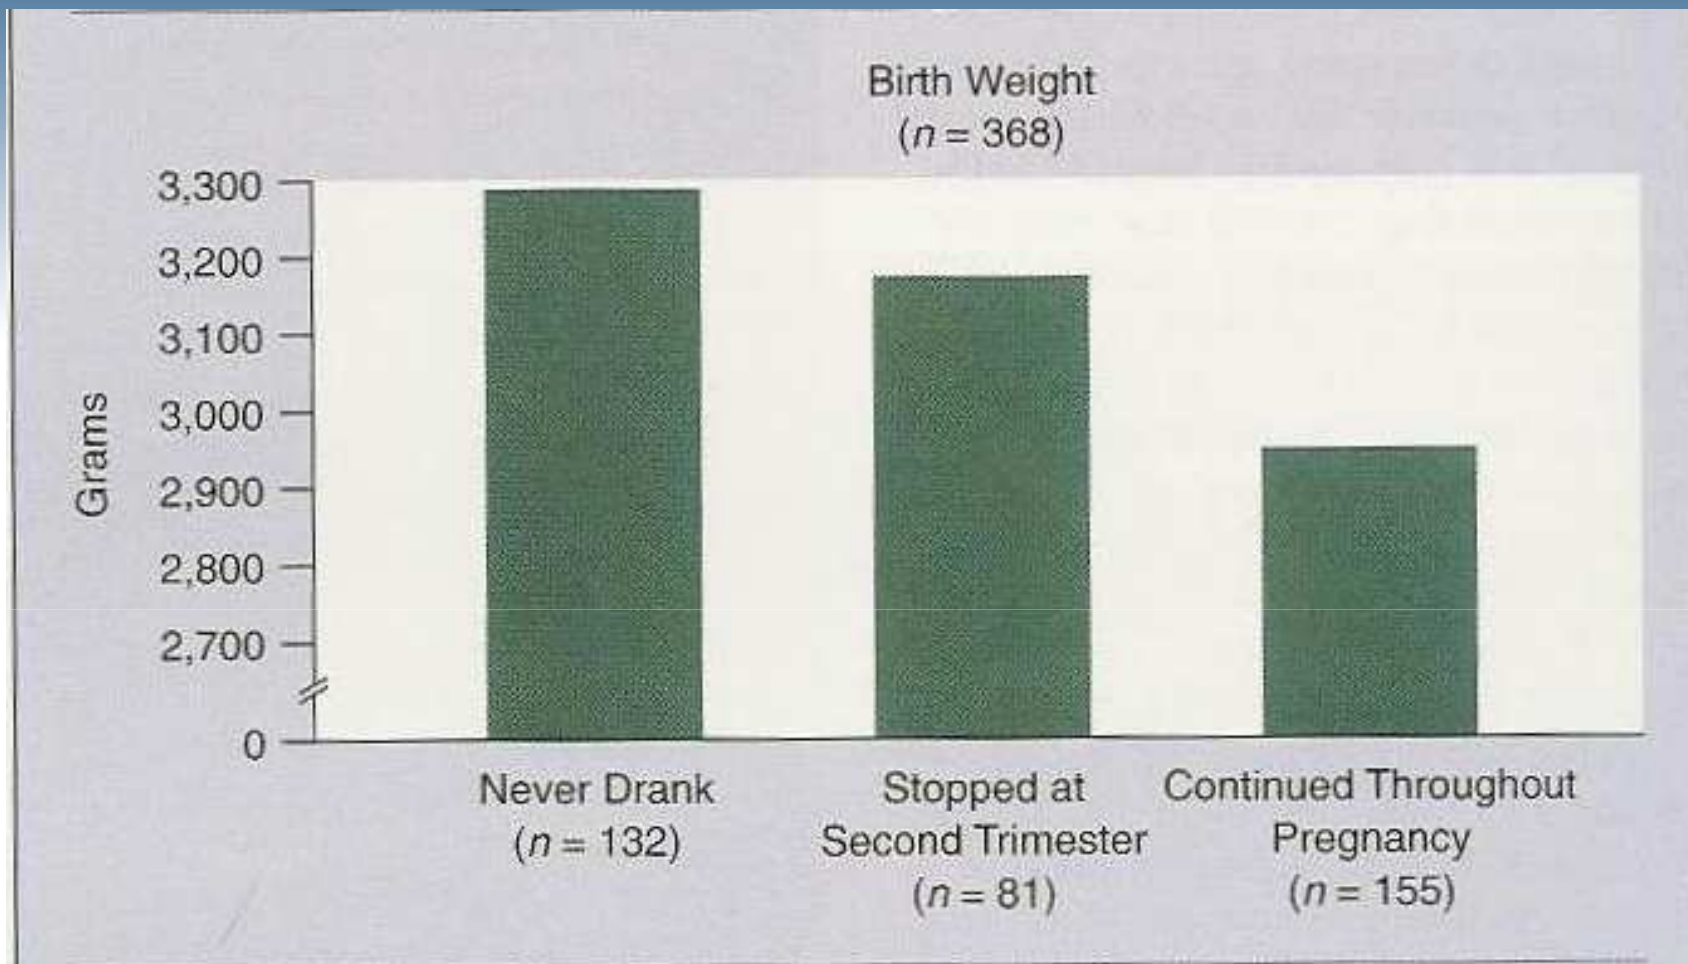 Birth Weight
(n = 368)
3,300
3,200
3,100
3,000
2,900
2,800
2,700
0
Grams
Never Drank
(n = 132)
Stopped at
Second Trimester
(n = 81)
Continued Throughout
Pregnancy
(n = 155)